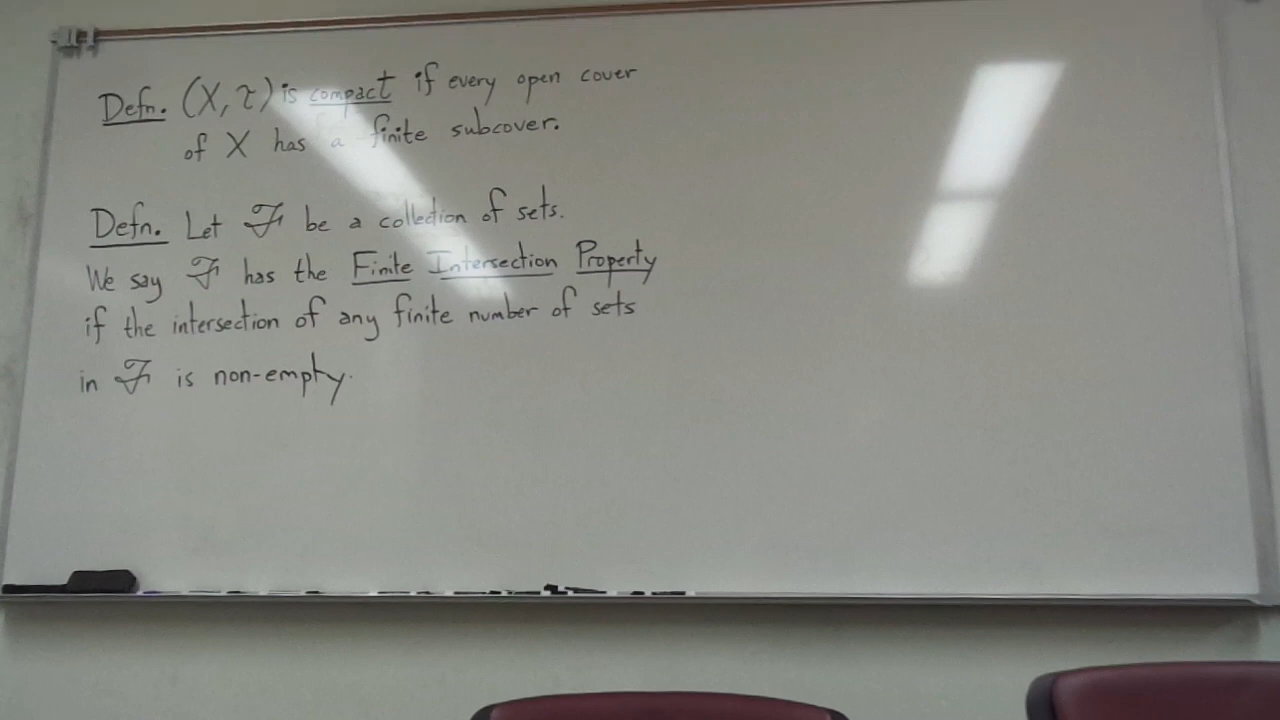 Defn. (X, τ) is compact if every open cover
of X has a finite subcover.
Defn. Let ℱ be a collection of sets.
We say ℱ has the Finite Intersection Property
if the intersection of any finite number of sets
in ℱ is non-empty.